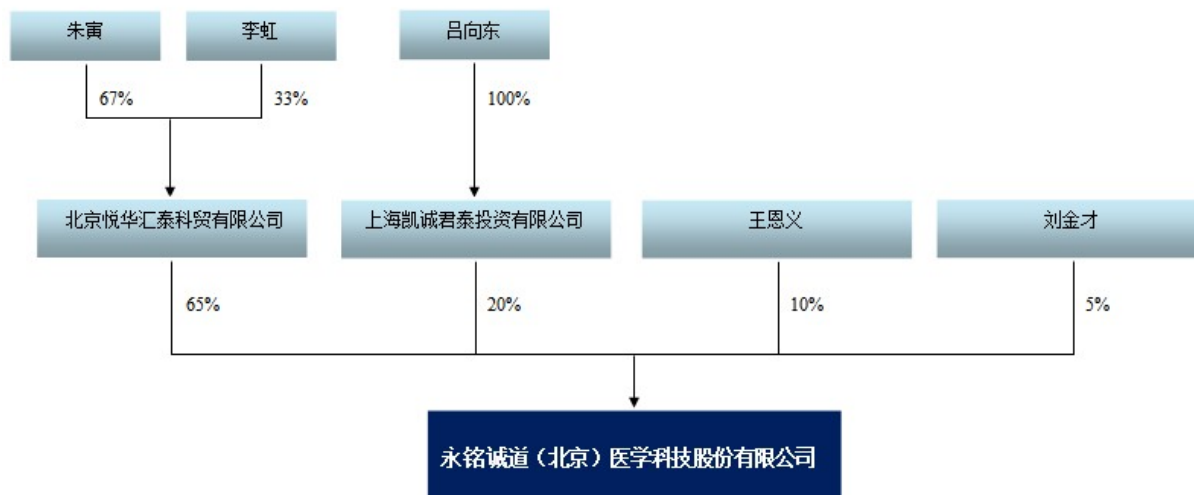 朱寅
李虹
吕向东
67%
33%
100%
北京悦华汇泰科贸有限公司
上海凯诚君泰投资有限公司
王恩义
刘金才
65%
20%
10%
5%
永铭诚道（北京）医学科技股份有限公司